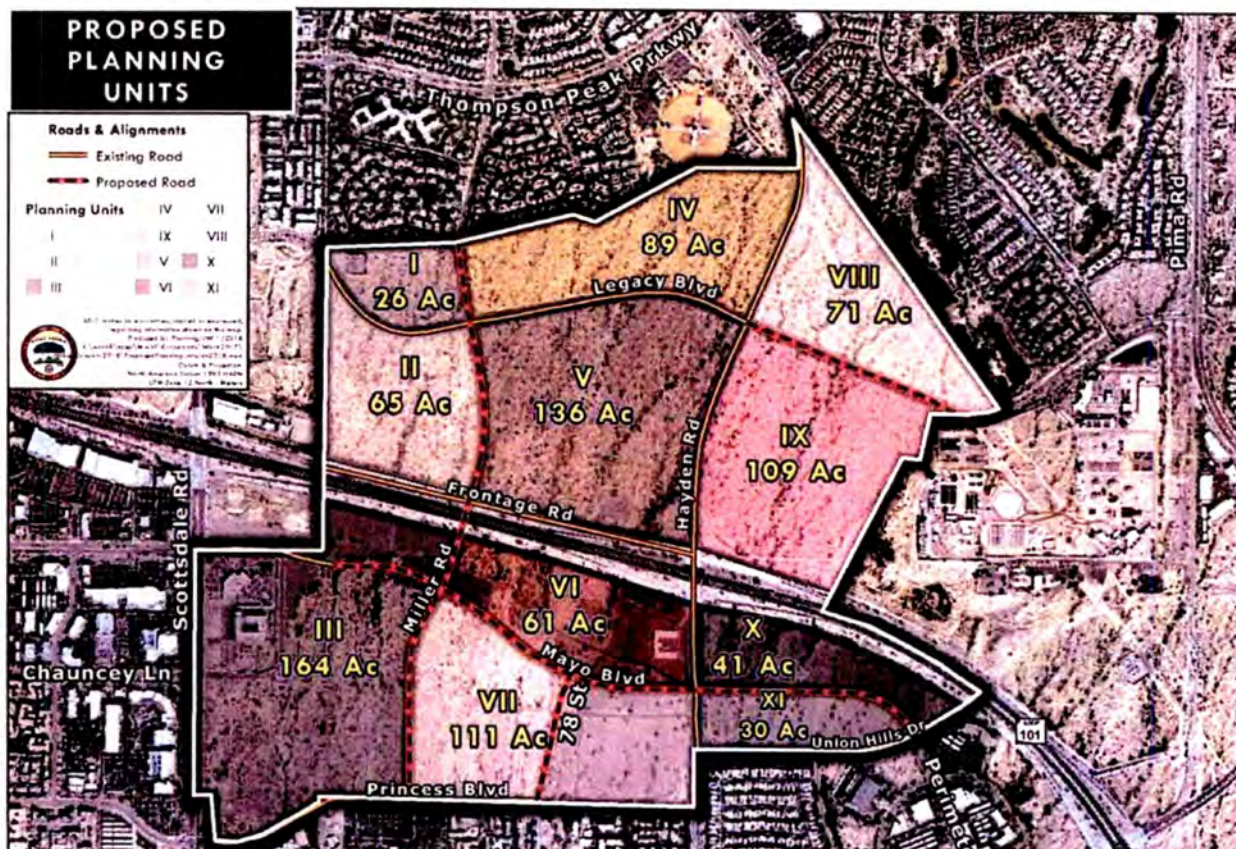 PROPOSED
PLANNING
UNITS
Roads & Alignments
Existing Road
Proposed Road
Planning Units
IV
VII
I
IX
VIII
II
V
X
III
VI
XI
Thompson Peak Prkwy
Pima Rd
IV
89 Ac
I
26 Ac
Legacy Blvd
VIII
71 Ac
II
65 Ac
V
136 Ac
IX
109 Ac
Hayden Rd
Frontage Rd
Scottsdale Rd
Miller Rd
VI
61 Ac
III
164 Ac
X
41 Ac
Mayo Blvd
Chauncey Ln
VII
111 Ac
78 St
XI
30 Ac
Union Hills Dr
101
Princess Blvd
Perimet